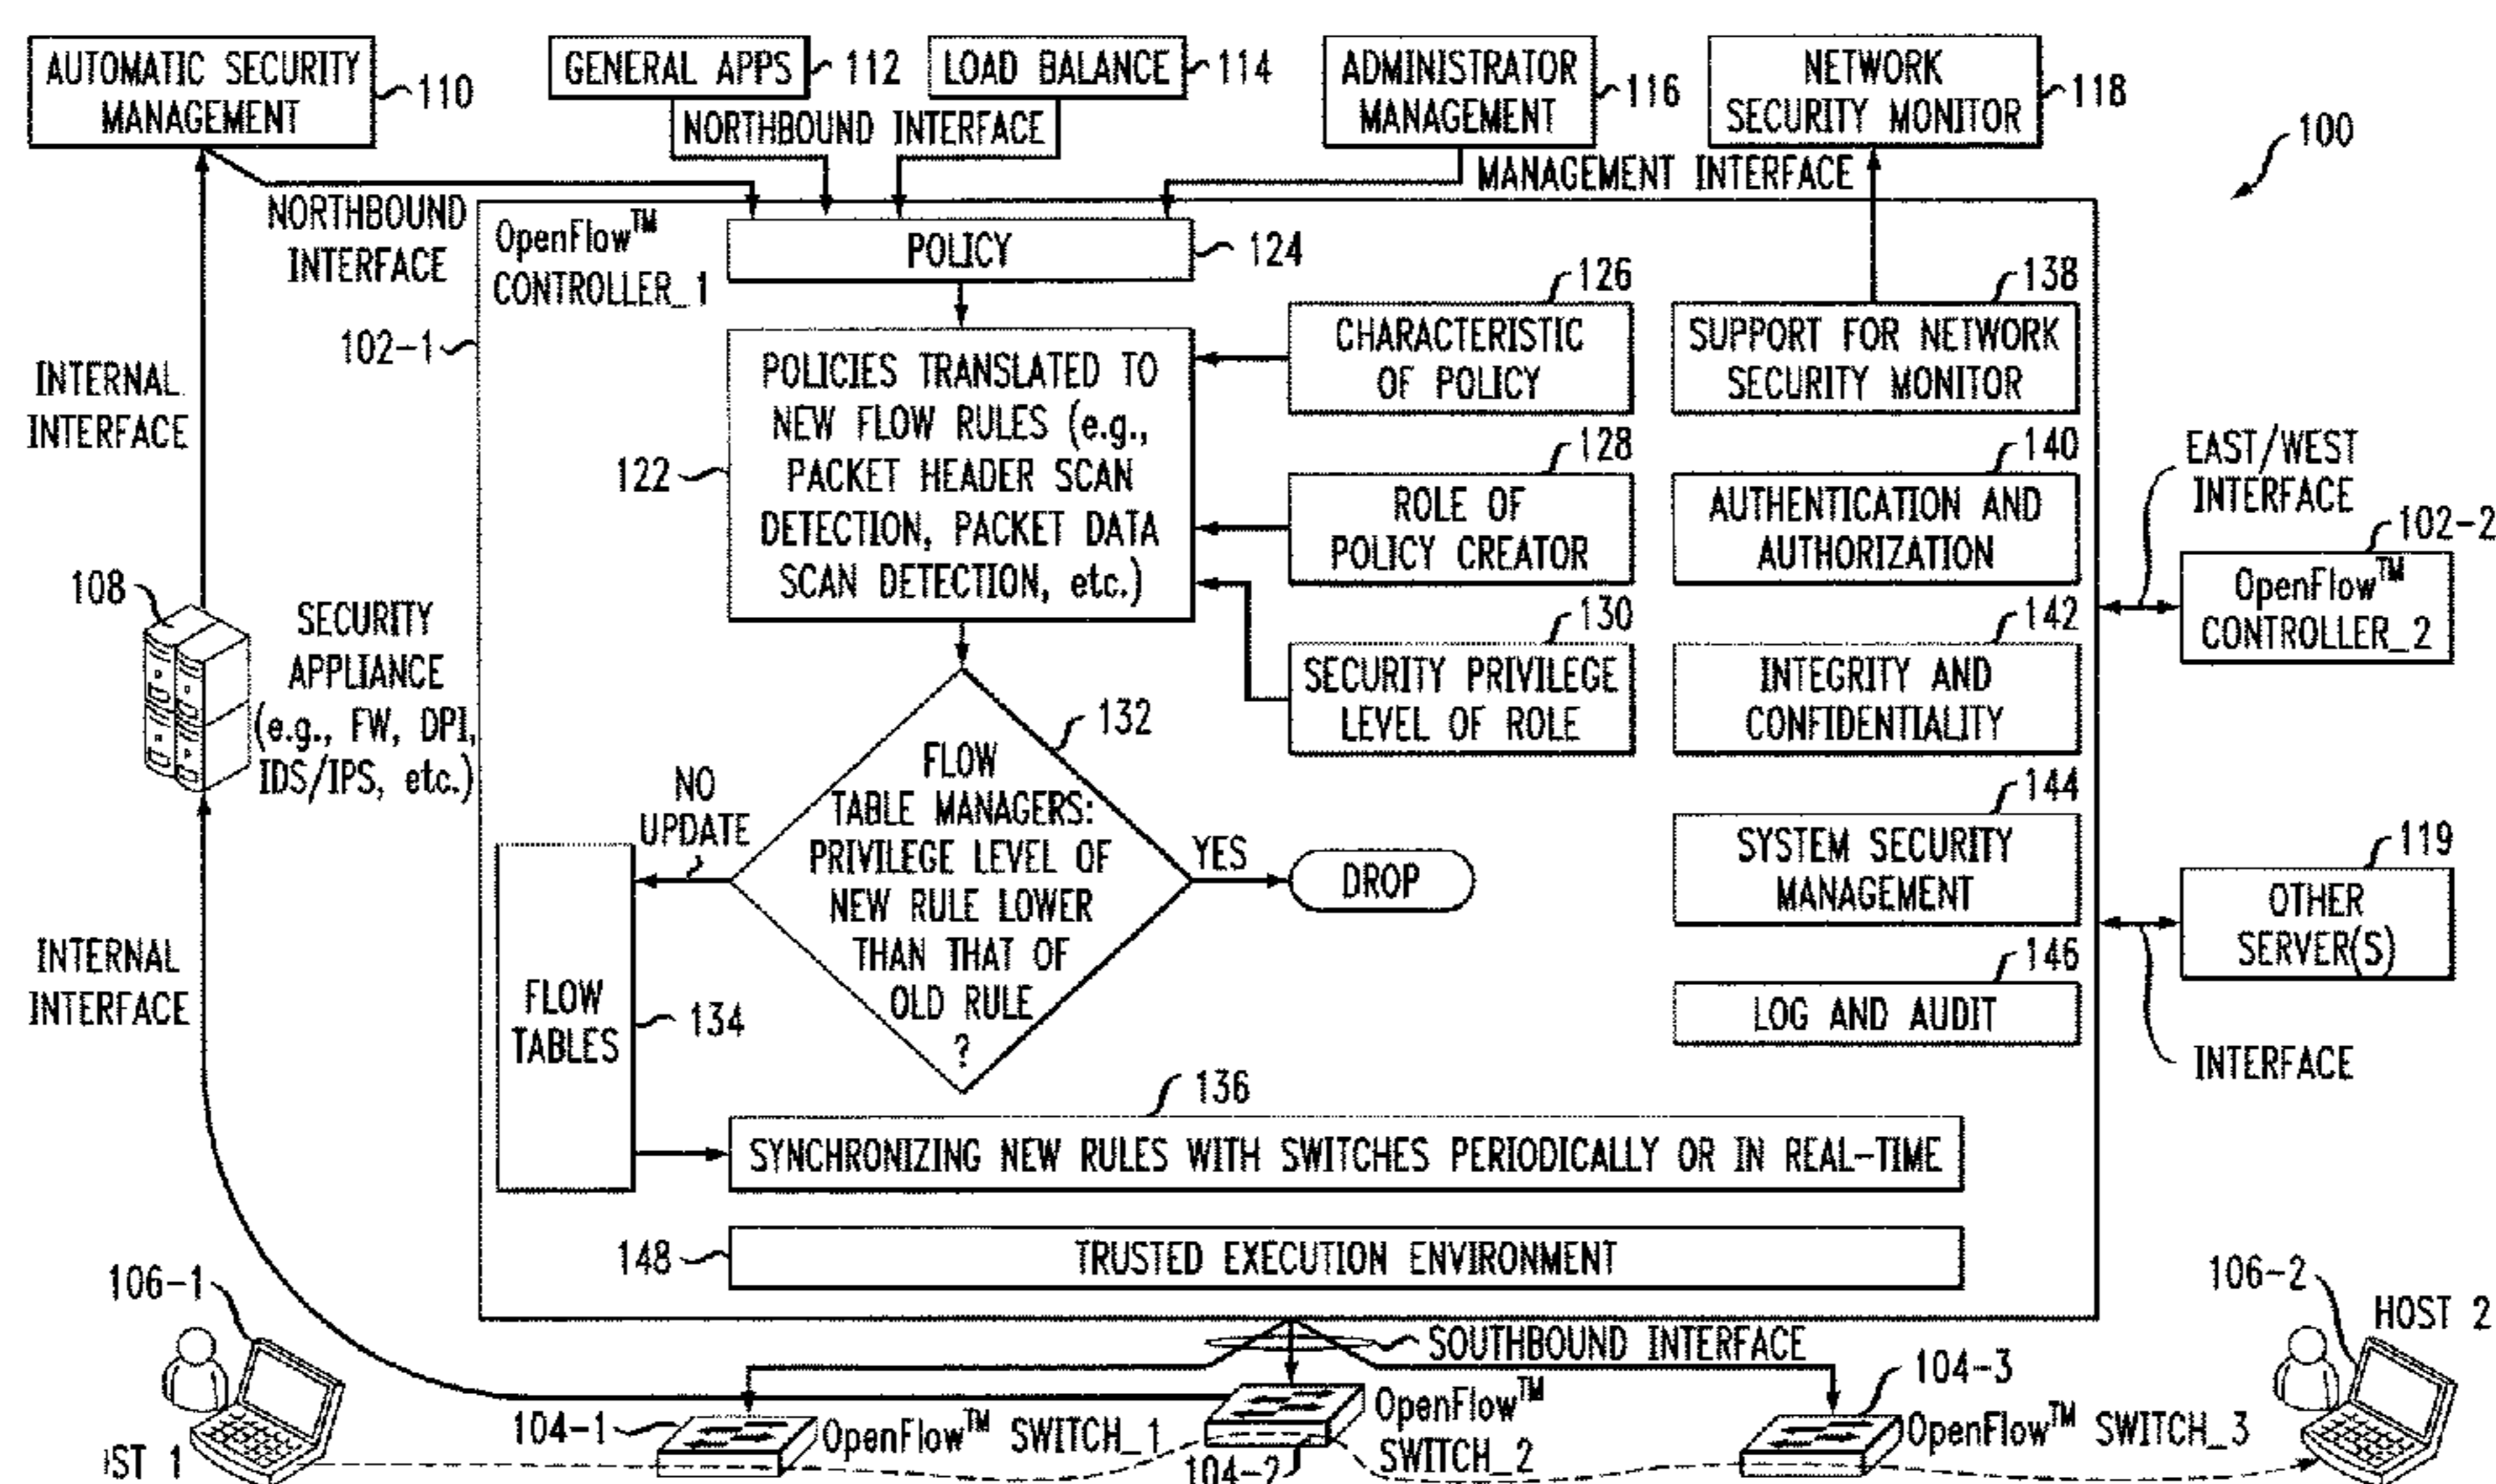 AUTOMATIC SECURITY
MANAGEMENT
110
GENERAL APPS
112
LOAD BALANCE
114
ADMINISTRATOR
MANAGEMENT
116
NETWORK
SECURITY MONITOR
118
100
NORTHBOUND INTERFACE
MANAGEMENT INTERFACE
NORTHBOUND
INTERFACE
OpenFlow™
CONTROLLER_1
102-1
POLICY
124
POLICIES TRANSLATED TO
NEW FLOW RULES (e.g.,
PACKET HEADER SCAN
DETECTION, PACKET DATA
SCAN DETECTION, etc.)
122
126
CHARACTERISTIC
OF POLICY
128
ROLE OF
POLICY CREATOR
130
SECURITY PRIVILEGE
LEVEL OF ROLE
138
SUPPORT FOR NETWORK
SECURITY MONITOR
140
AUTHENTICATION AND
AUTHORIZATION
142
INTEGRITY AND
CONFIDENTIALITY
144
SYSTEM SECURITY
MANAGEMENT
146
LOG AND AUDIT
EAST/WEST
INTERFACE
102-2
OpenFlow™
CONTROLLER_2
119
OTHER
SERVER(S)
INTERFACE
INTERNAL
INTERFACE
108
SECURITY
APPLIANCE
(e.g., FW, DPI,
IDS/IPS, etc.)
INTERNAL
INTERFACE
132
FLOW
TABLE MANAGERS:
PRIVILEGE LEVEL OF
NEW RULE LOWER
THAN THAT OF
OLD RULE
?
NO
UPDATE
YES
DROP
FLOW
TABLES
134
136
SYNCHRONIZING NEW RULES WITH SWITCHES PERIODICALLY OR IN REAL-TIME
148
TRUSTED EXECUTION ENVIRONMENT
SOUTHBOUND INTERFACE
106-1
OST 1
104-1
OpenFlow™ SWITCH_1
OpenFlow™
SWITCH_2
104-2
104-3
OpenFlow™ SWITCH_3
106-2
HOST 2